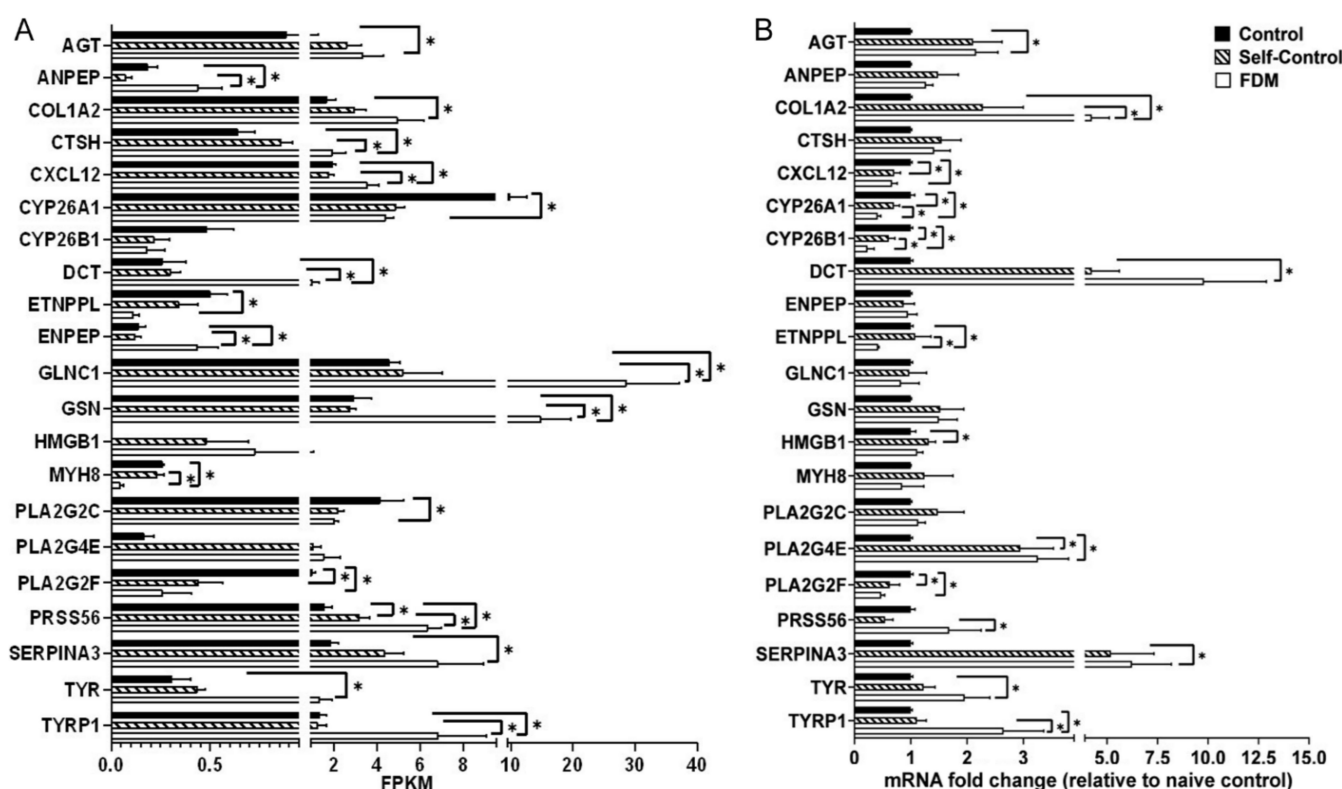 A
AGT
ANPEP
COL1A2
CTSH
CXCL12
CYP26A1
CYP26B1
DCT
ETNPPL
ENPEP
GLNC1
GSN
HMGB1
MYH8
PLA2G2C
PLA2G4E
PLA2G2F
PRSS56
SERPINA3
TYR
TYRP1
0.0 0.5 2 4 6 8 10 20 30 40
FPKM
B
AGT
ANPEP
COL1A2
CTSH
CXCL12
CYP26A1
CYP26B1
DCT
ENPEP
ETNPPL
GLNC1
GSN
HMGB1
MYH8
PLA2G2C
PLA2G4E
PLA2G2F
PRSS56
SERPINA3
TYR
TYRP1
0 1 2 3 5.0 7.5 10.0 12.5 15.0
mRNA fold change (relative to naive control)
Control
Self-Control
FDM